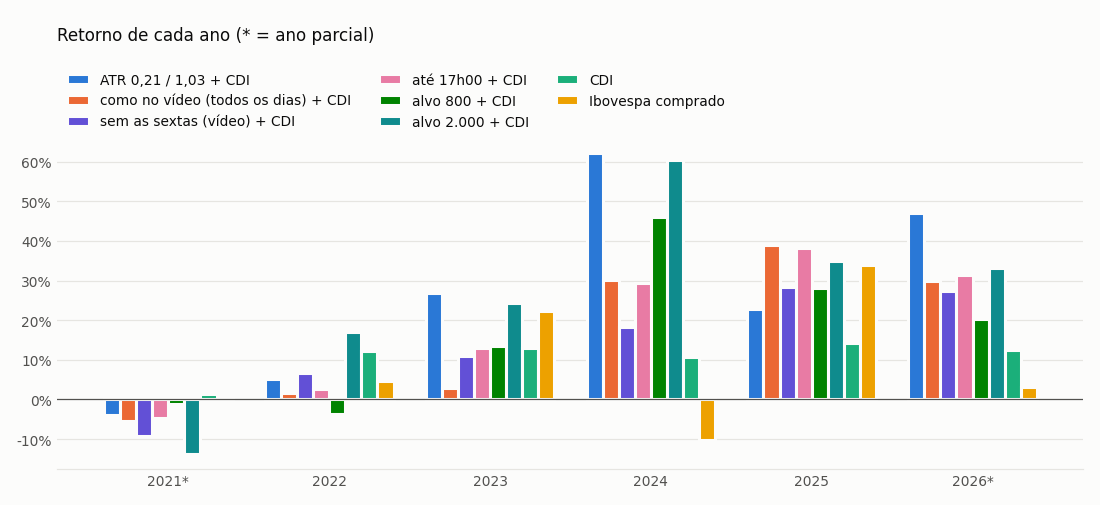 Retorno de cada ano (* = ano parcial)
ATR 0,21 / 1,03 + CDI
como no vídeo (todos os dias) + CDI
sem as sextas (vídeo) + CDI
até 17h00 + CDI
alvo 800 + CDI
alvo 2.000 + CDI
CDI
Ibovespa comprado
60%
50%
40%
30%
20%
10%
0%
-10%
2021* 2022 2023 2024 2025 2026*